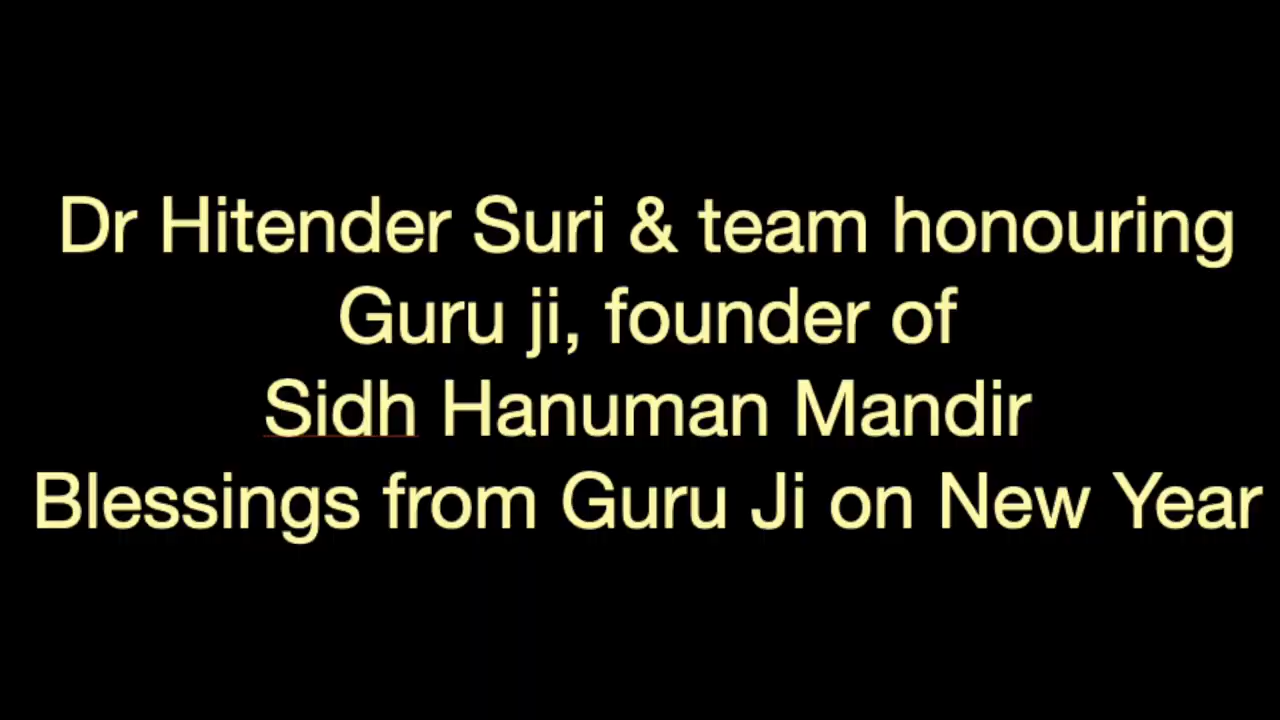 Dr Hitender Suri & team honouring
Guru ji, founder of
Sidh Hanuman Mandir
Blessings from Guru Ji on New Year